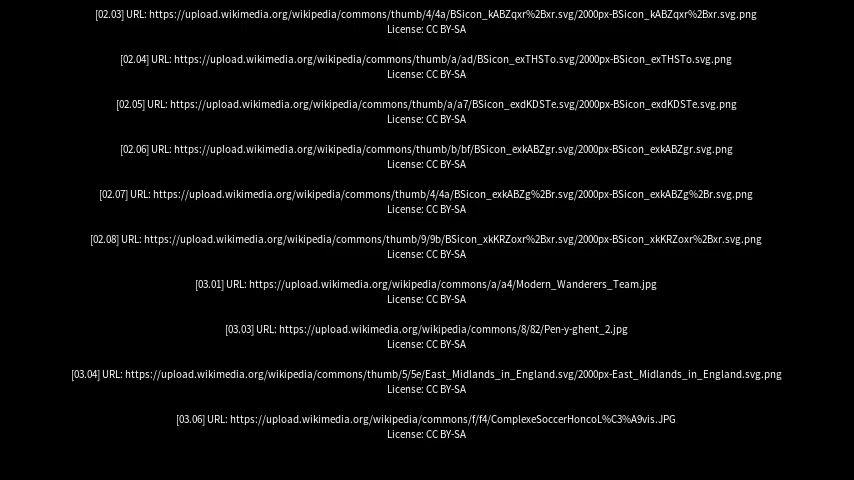 [02.03] URL: https://upload.wikimedia.org/wikipedia/commons/thumb/4/4a/BSicon_kABZqxr%2Bxr.svg/2000px-BSicon_kABZqxr%2Bxr.svg.png
License: CC BY-SA
[02.04] URL: https://upload.wikimedia.org/wikipedia/commons/thumb/a/ad/BSicon_exTHSTo.svg/2000px-BSicon_exTHSTo.svg.png
License: CC BY-SA
[02.05] URL: https://upload.wikimedia.org/wikipedia/commons/thumb/a/a7/BSicon_exdKDSTe.svg/2000px-BSicon_exdKDSTe.svg.png
License: CC BY-SA
[02.06] URL: https://upload.wikimedia.org/wikipedia/commons/thumb/b/bf/BSicon_exkABZgr.svg/2000px-BSicon_exkABZgr.svg.png
License: CC BY-SA
[02.07] URL: https://upload.wikimedia.org/wikipedia/commons/thumb/4/4a/BSicon_exkABZg%2Br.svg/2000px-BSicon_exkABZg%2Br.svg.png
License: CC BY-SA
[02.08] URL: https://upload.wikimedia.org/wikipedia/commons/thumb/9/9b/BSicon_xkKRZoxr%2Bxr.svg/2000px-BSicon_xkKRZoxr%2Bxr.svg.png
License: CC BY-SA
[03.01] URL: https://upload.wikimedia.org/wikipedia/commons/a/a4/Modern_Wanderers_Team.jpg
License: CC BY-SA
[03.03] URL: https://upload.wikimedia.org/wikipedia/commons/8/82/Pen-y-ghent_2.jpg
License: CC BY-SA
[03.04] URL: https://upload.wikimedia.org/wikipedia/commons/thumb/5/5e/East_Midlands_in_England.svg/2000px-East_Midlands_in_England.svg.png
License: CC BY-SA
[03.06] URL: https://upload.wikimedia.org/wikipedia/commons/f/f4/ComplexeSoccerHoncoL%C3%A9vis.JPG
License: CC BY-SA